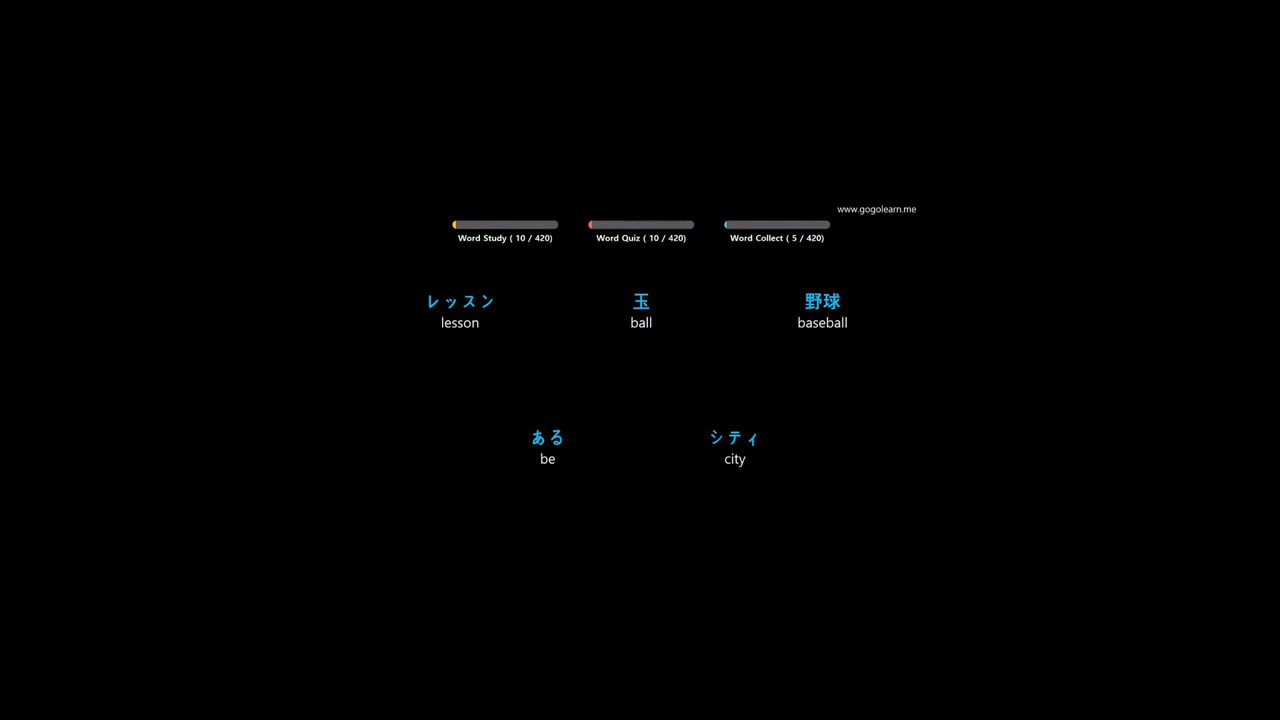 www.gogolearn.me
Word Study ( 10 / 420)
Word Quiz ( 10 / 420)
Word Collect ( 5 / 420)
レッスン
lesson
玉
ball
野球
baseball
ある
be
シティ
city